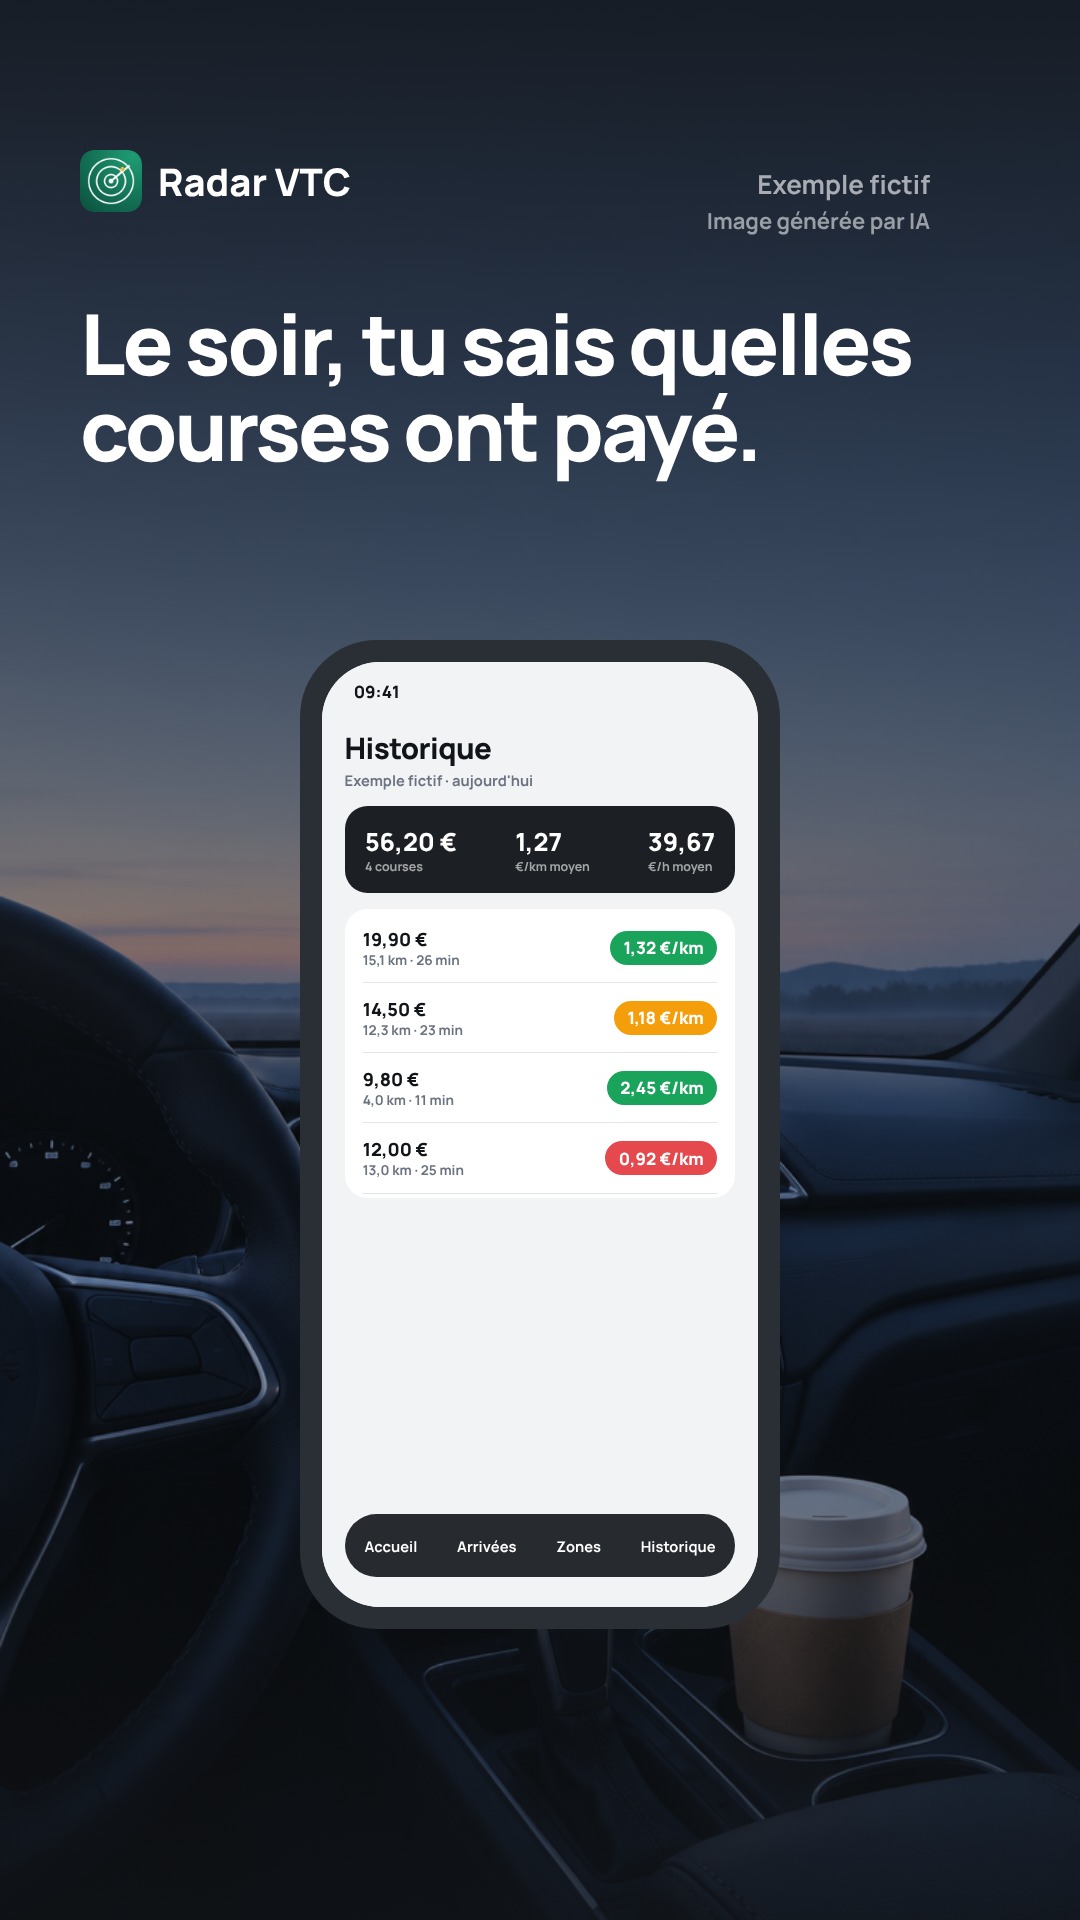 Radar VTC
Exemple fictif
Image générée par IA
Le soir, tu sais quelles
courses ont payé.
09:41
Historique
Exemple fictif · aujourd'hui
56,20 €
4 courses
1,27
€/km moyen
39,67
€/h moyen
19,90 €
15,1 km · 26 min
1,32 €/km
14,50 €
12,3 km · 23 min
1,18 €/km
9,80 €
4,0 km · 11 min
2,45 €/km
12,00 €
13,0 km · 25 min
0,92 €/km
Accueil
Arrivées
Zones
Historique